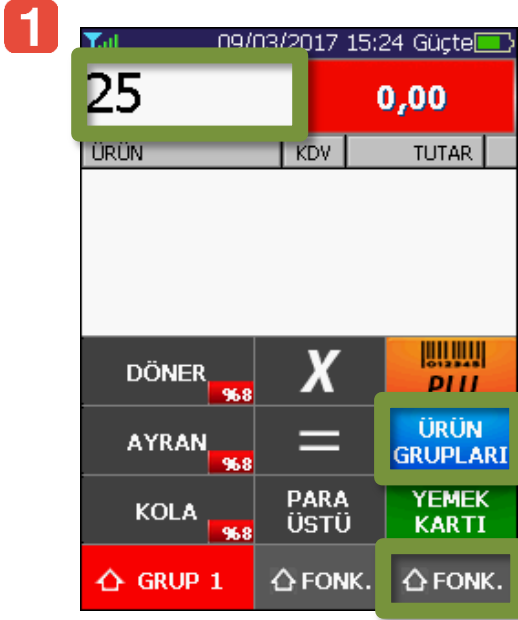 1
09/03/2017 15:24 Güçte
25
0,00
ÜRÜN KDV TUTAR
DÖNER %8
X
012345
PLU
AYRAN %8
=
ÜRÜN
GRUPLARI
KOLA %8
PARA
ÜSTÜ
YEMEK
KARTI
GRUP 1
FONK.
FONK.